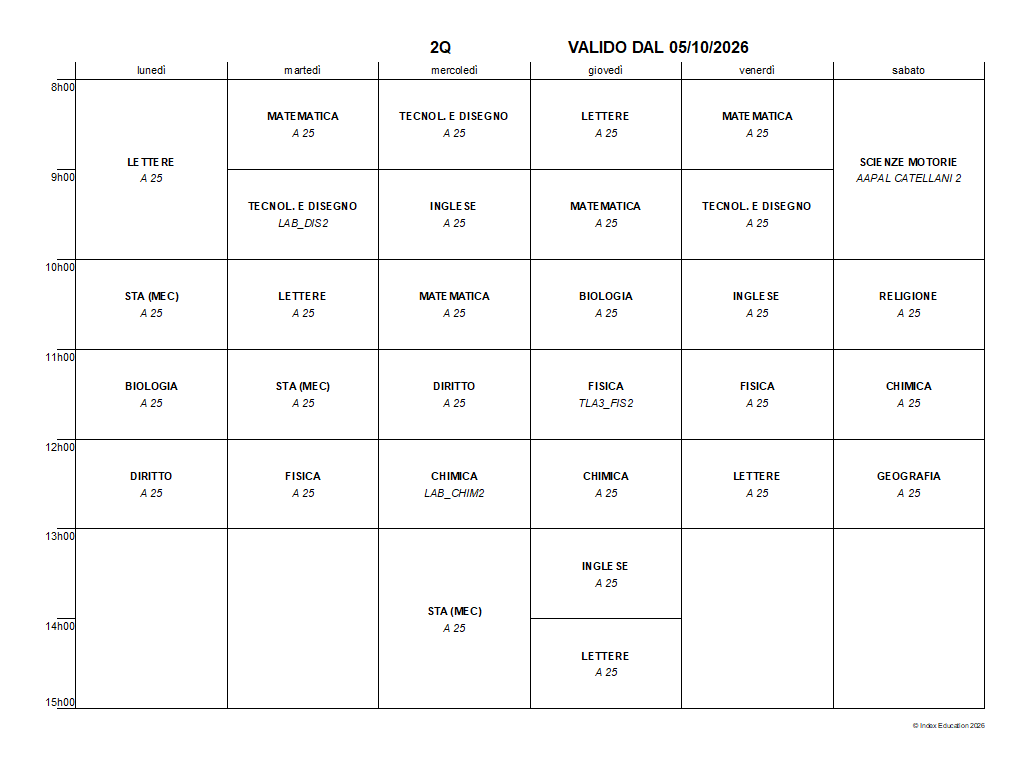 2Q VALIDO DAL 05/10/2026
lunedì martedì mercoledì giovedì venerdì sabato
8h00
MATEMATICA TECNOL. E DISEGNO LETTERE MATEMATICA
A 25 A 25 A 25 A 25
LETTERE SCIENZE MOTORIE
A 25 AAPAL CATELLANI 2
9h00
TECNOL. E DISEGNO INGLESE MATEMATICA TECNOL. E DISEGNO
LAB_DIS2 A 25 A 25 A 25
10h00
STA (MEC) LETTERE MATEMATICA BIOLOGIA INGLESE RELIGIONE
A 25 A 25 A 25 A 25 A 25 A 25
11h00
BIOLOGIA STA (MEC) DIRITTO FISICA FISICA CHIMICA
A 25 A 25 A 25 TLA3_FIS2 A 25 A 25
12h00
DIRITTO FISICA CHIMICA CHIMICA LETTERE GEOGRAFIA
A 25 A 25 LAB_CHIM2 A 25 A 25 A 25
13h00
INGLESE
A 25
STA (MEC)
A 25
14h00
LETTERE
A 25
15h00
© Index Education 2026